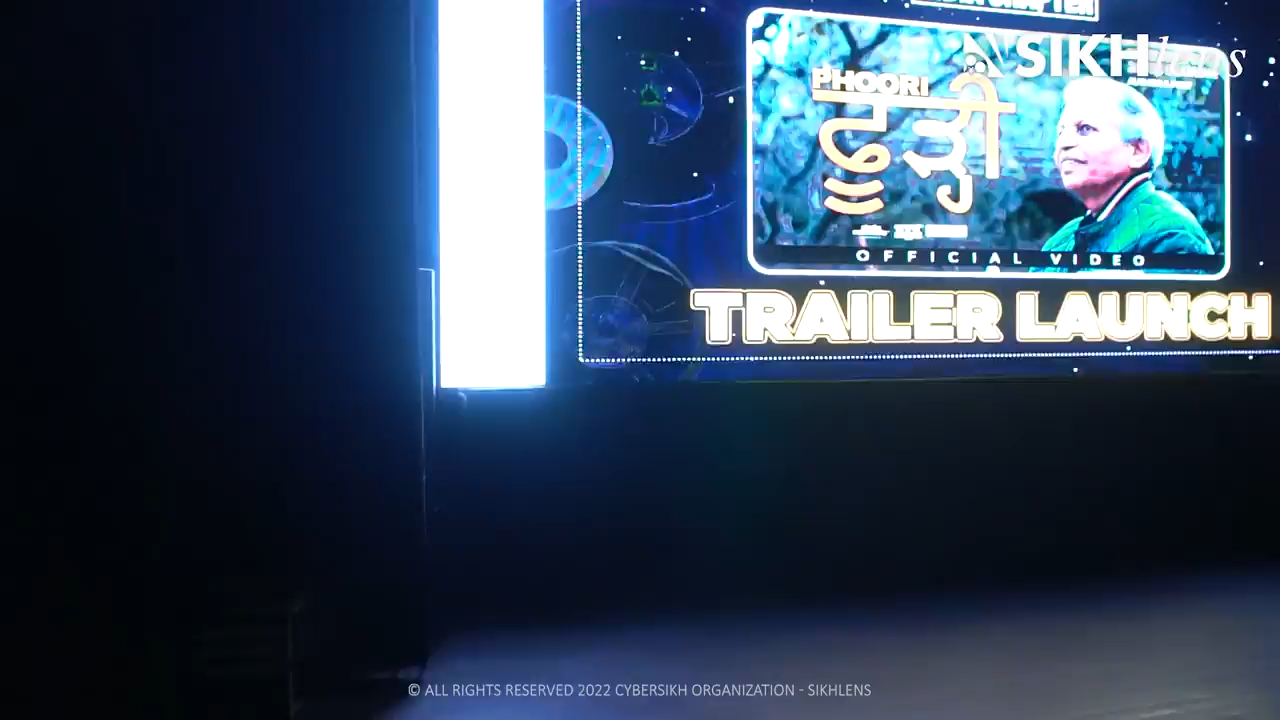 SIKHlens
PHOORI
ਫੂੜੀ
OFFICIAL VIDEO
TRAILER LAUNCH
© ALL RIGHTS RESERVED 2022 CYBERSIKH ORGANIZATION - SIKHLENS